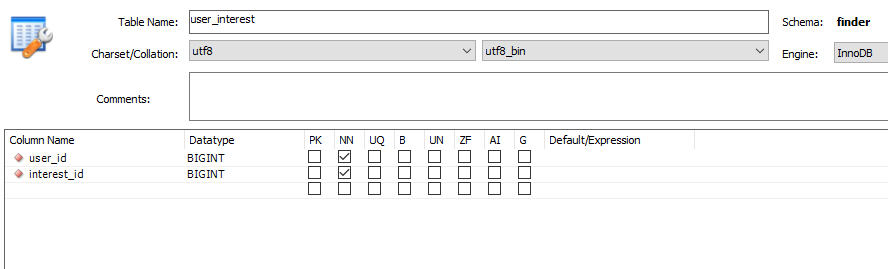 Table Name: user_interest Schema: finder
Charset/Collation: utf8 utf8_bin Engine: InnoDB
Comments:
Column Name Datatype PK NN UQ B UN ZF AI G Default/Expression
user_id BIGINT
interest_id BIGINT